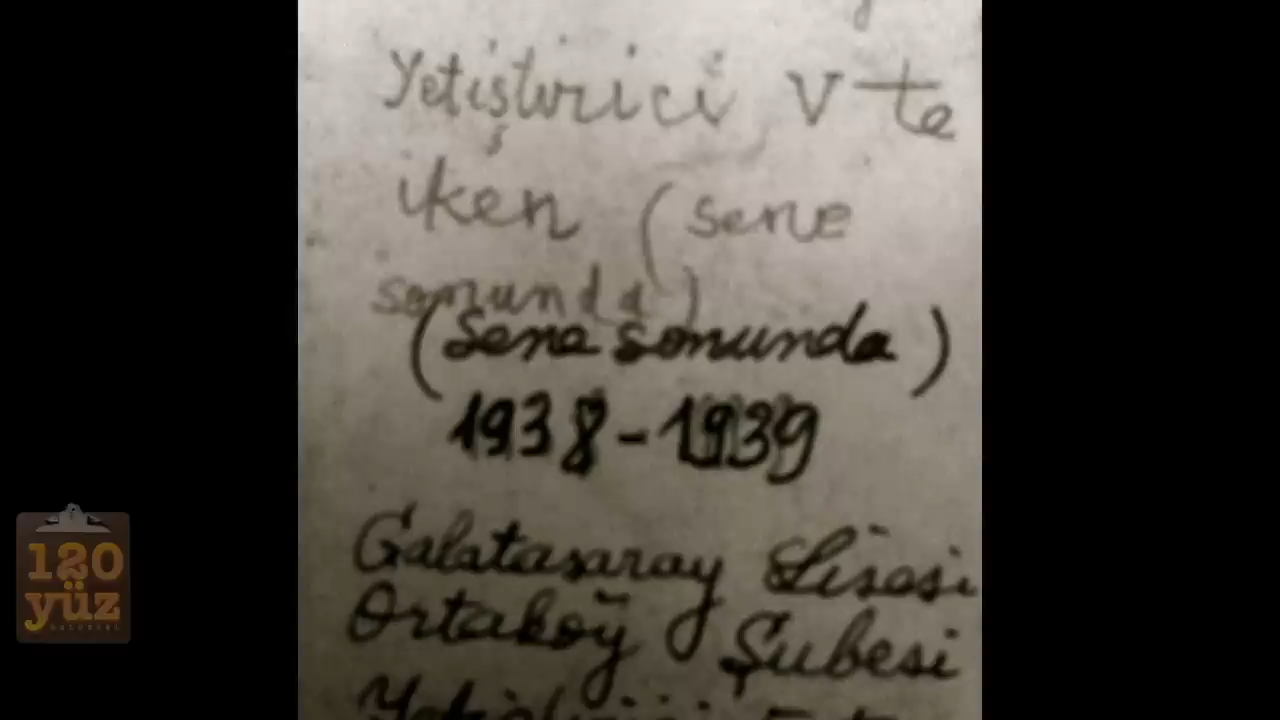 Yetiştirici, V te
iken (sene
sonunda)
(Sene sonunda)
1938-1939
Galatasaray Lisesi
Ortaköy Şubesi
120
yüz